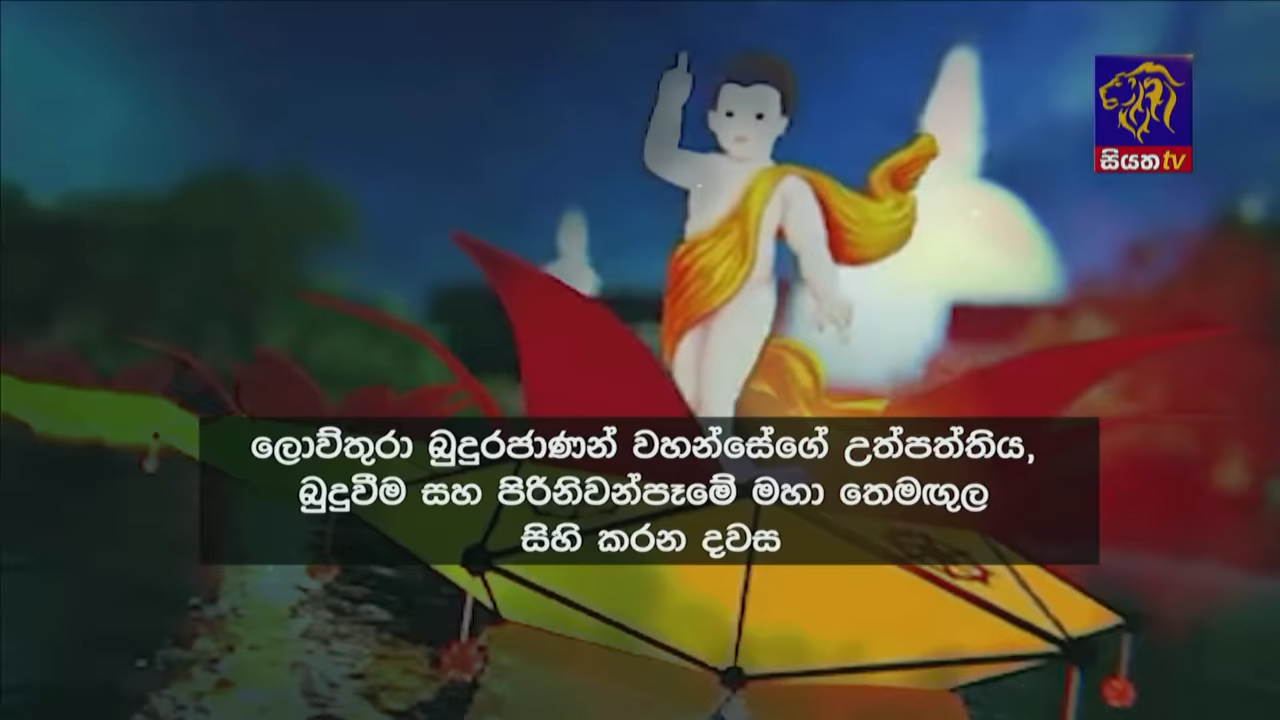 සියත tv
ලොව්තුරා බුදුරජාණන් වහන්සේගේ උත්පත්තිය,
බුදුවීම සහ පිරිනිවන්පෑමේ මහා තෙමඟුල
සිහි කරන දවස